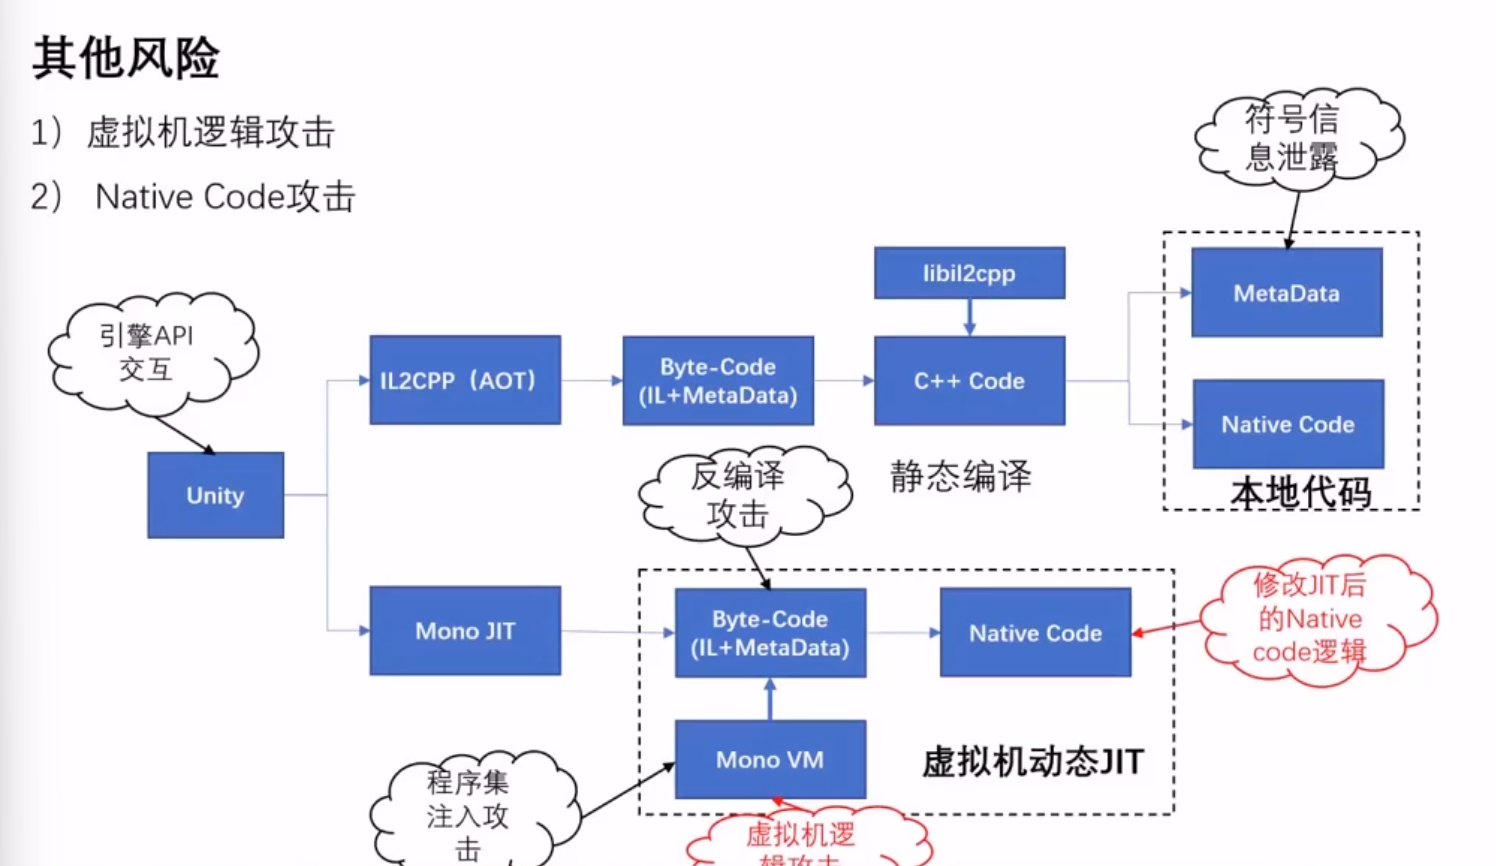 其他风险
1）虚拟机逻辑攻击
2） Native Code攻击
符号信
息泄露
libil2cpp
MetaData
引擎API
交互
IL2CPP（AOT）
Byte-Code
(IL+MetaData)
C++ Code
Native Code
本地代码
Unity
反编译
攻击
静态编译
修改JIT后
的Native
code逻辑
Mono JIT
Byte-Code
(IL+MetaData)
Native Code
Mono VM
虚拟机动态JIT
程序集
注入攻
击
虚拟机逻
辑攻击